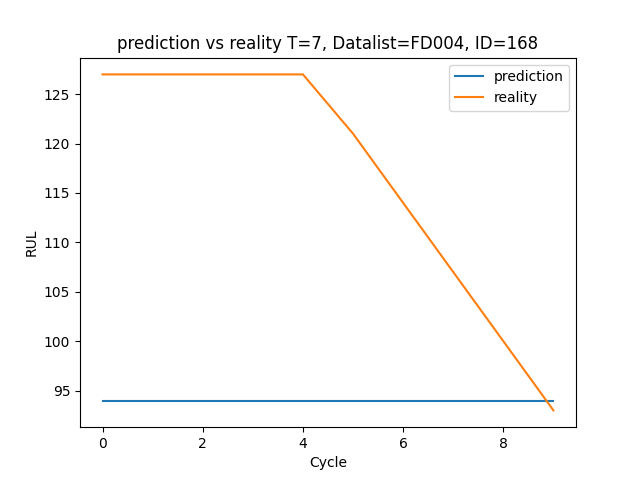 prediction vs reality T=7, Datalist=FD004, ID=168
prediction
reality
125
120
115
110
105
100
95
RUL
0 2 4 6 8
Cycle